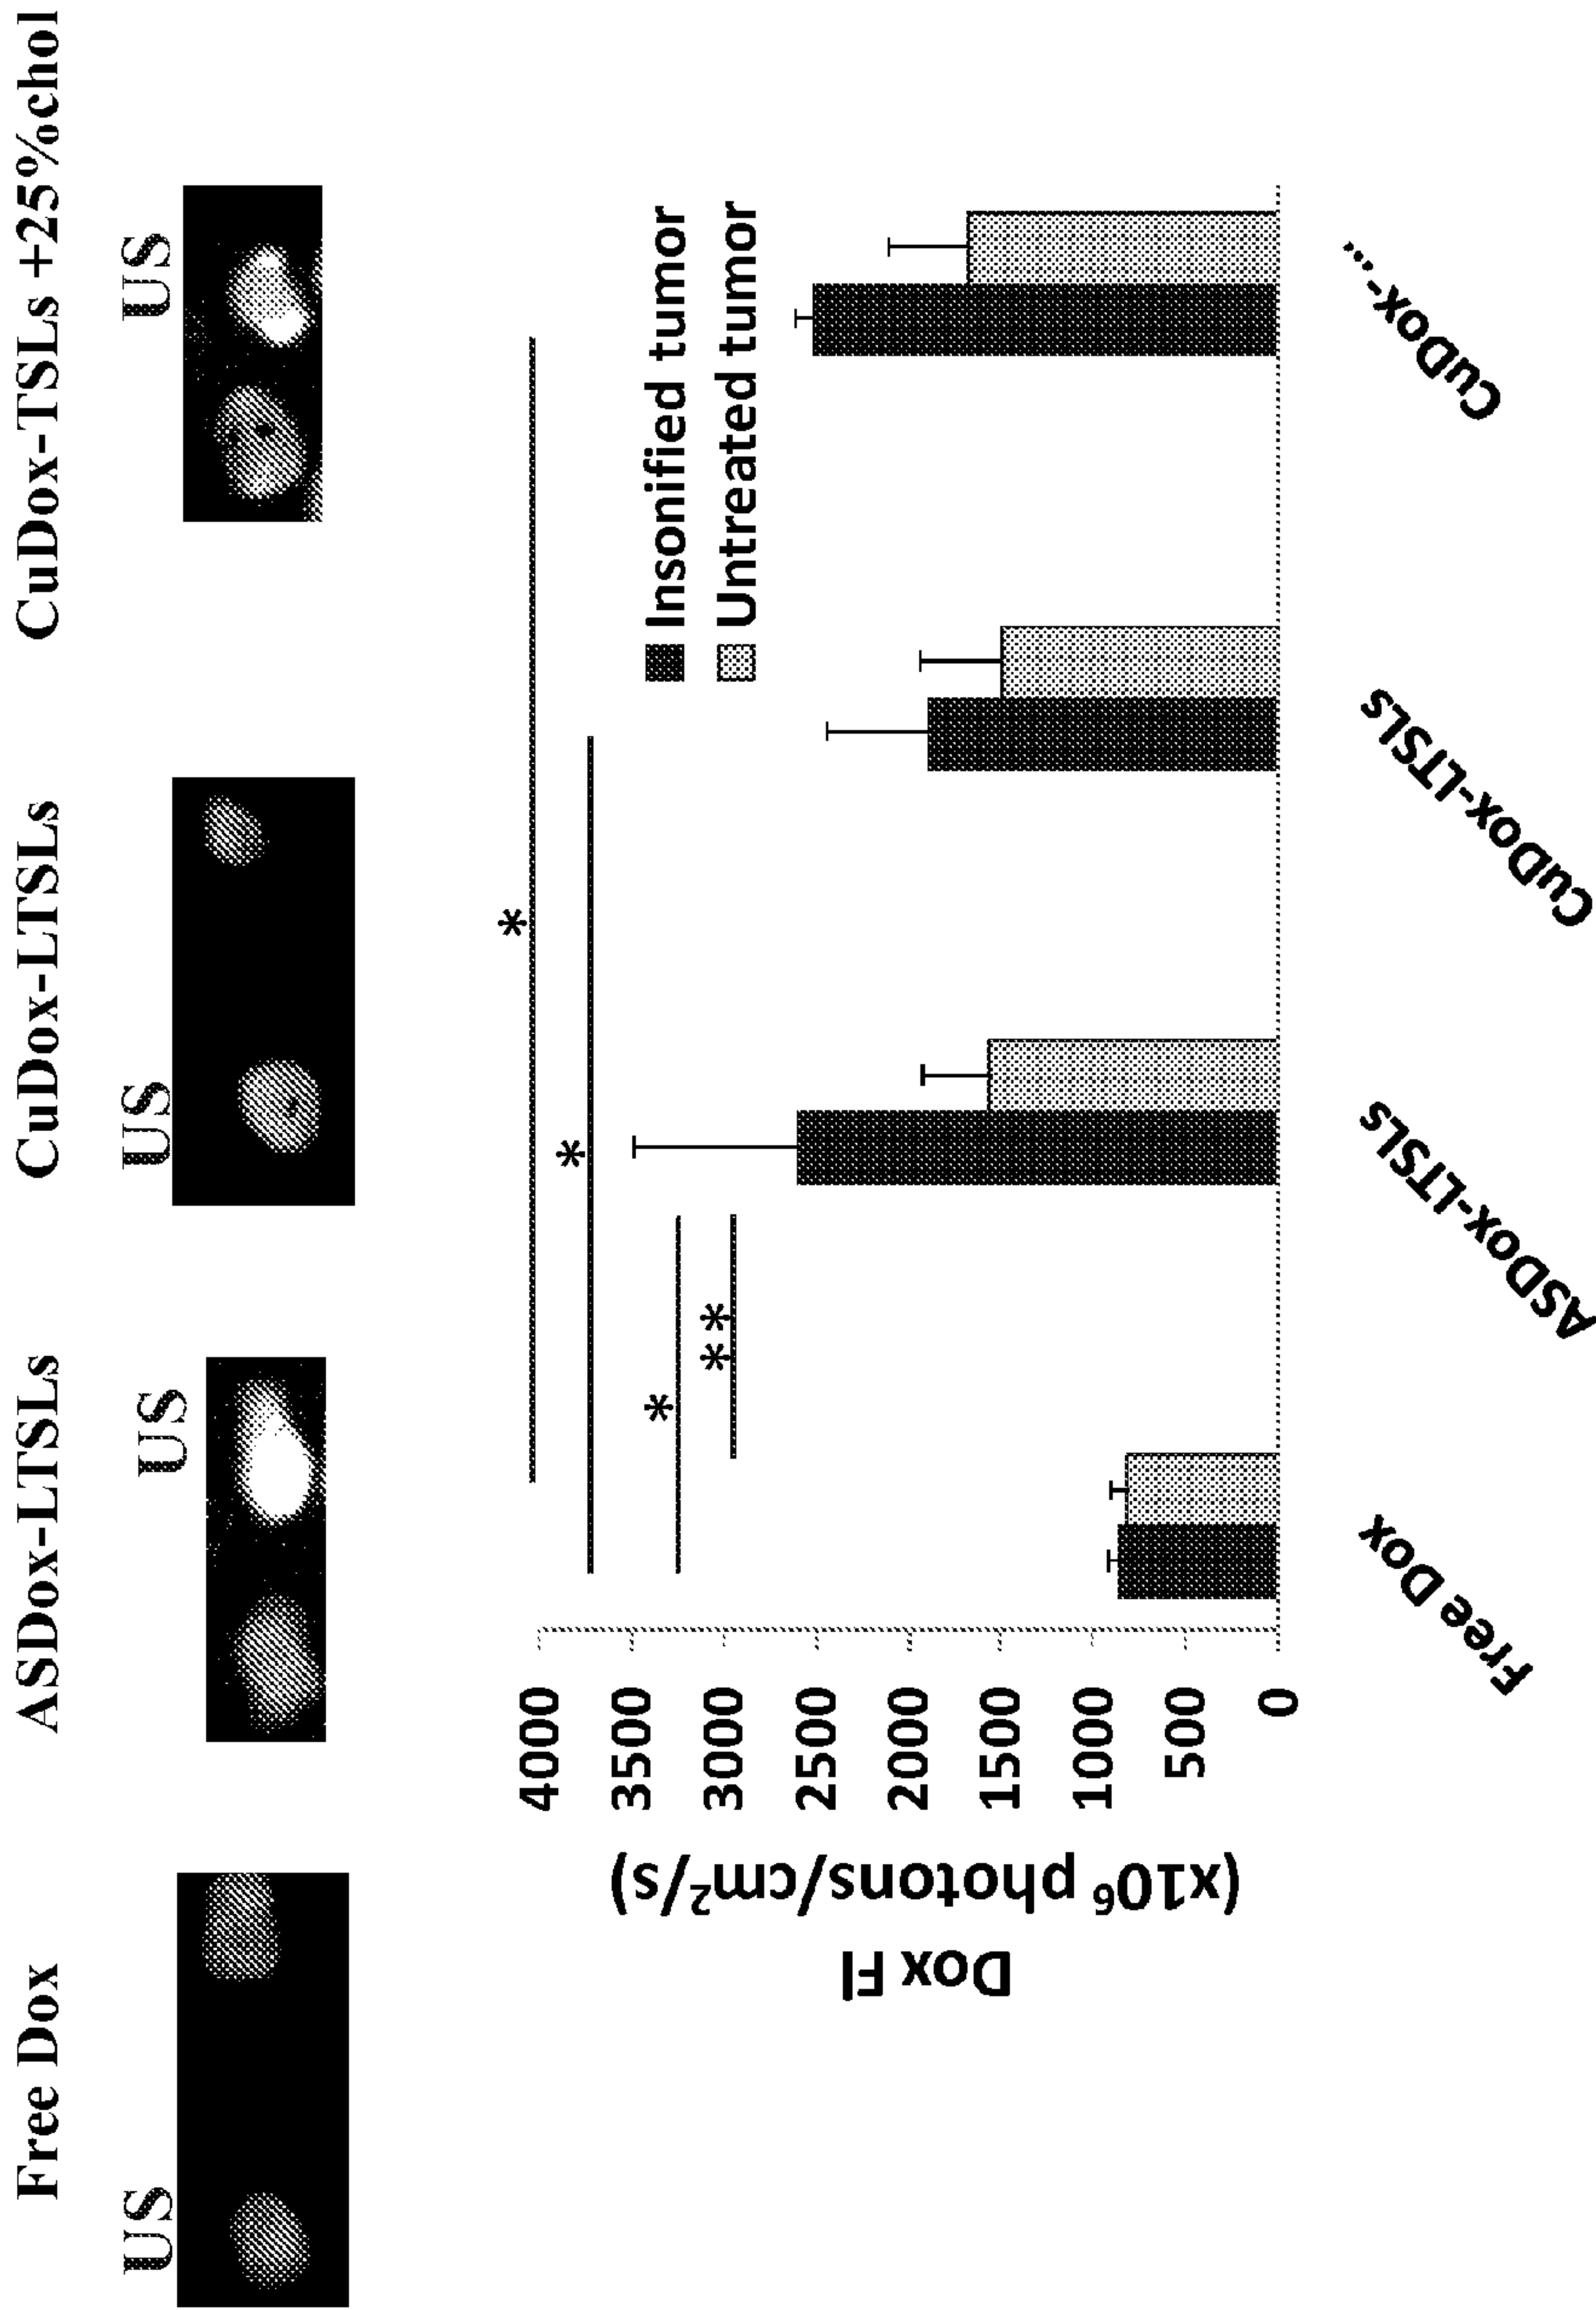 Free Dox
ASDox-LTSLs
CuDox-LTSLs
CuDox-TSLs +25%chol
US
US
US
US
*
*
*
**
Insonified tumor
Untreated tumor
Dox Fl
(x10⁶ photons/cm²/s)
4000
3500
3000
2500
2000
1500
1000
500
0
Free Dox
ASDox-LTSLs
CuDox-LTSLs
CuDox-...